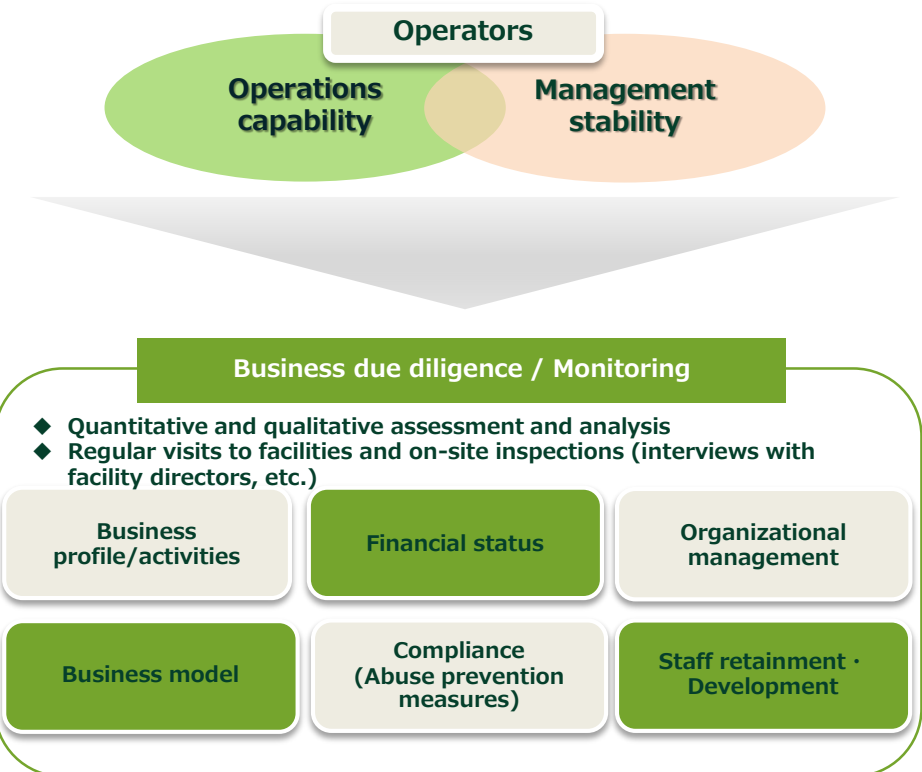 Operators
Operations
capability
Management
stability
Business due diligence / Monitoring
◆ Quantitative and qualitative assessment and analysis
◆ Regular visits to facilities and on-site inspections (interviews with
facility directors, etc.)
Business
profile/activities
Financial status
Organizational
management
Business model
Compliance
(Abuse prevention
measures)
Staff retainment・
Development